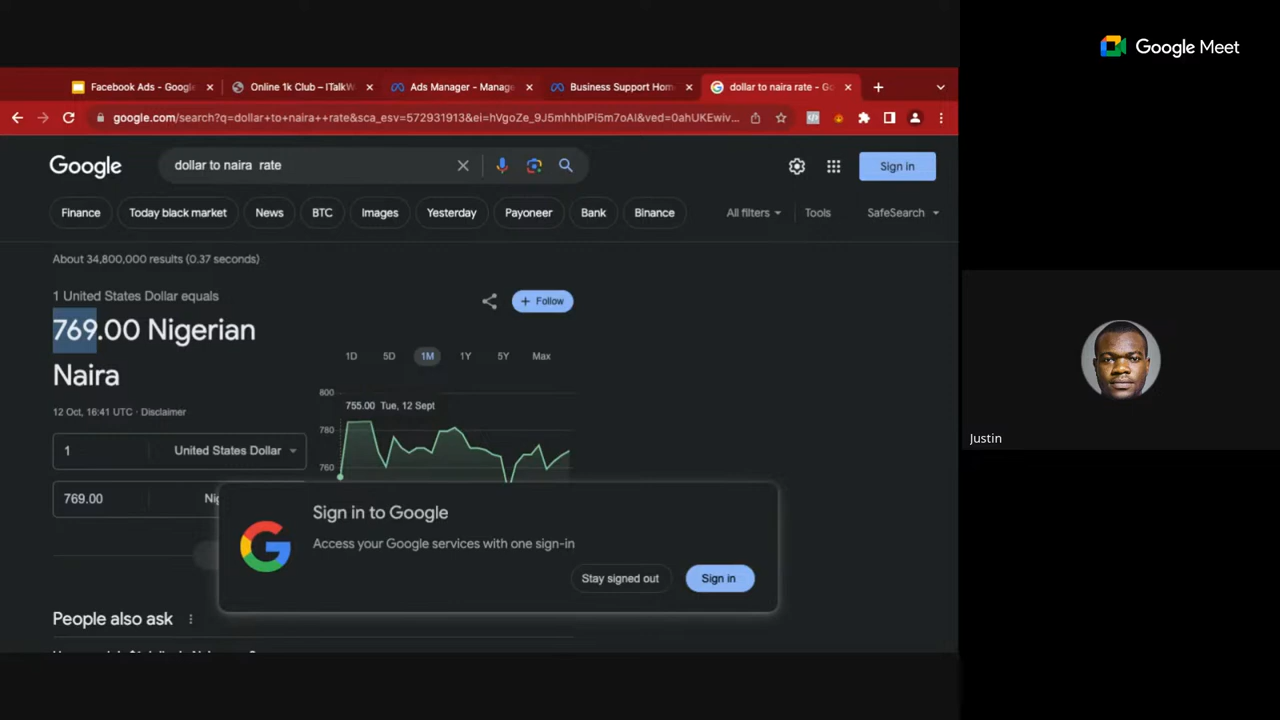 Google Meet
Facebook Ads - Google
Online 1k Club – ITalkW
Ads Manager - Manage
Business Support Hom
dollar to naira rate - Go
google.com/search?q=dollar+to+naira++rate&sca_esv=572931913&ei=hVgoZe_9J5mhhbIPi5m7oAI&ved=0ahUKEwiv...
Google
dollar to naira  rate
Sign in
Finance
Today black market
News
BTC
Images
Yesterday
Payoneer
Bank
Binance
All filters
Tools
SafeSearch
About 34,800,000 results (0.37 seconds)
1 United States Dollar equals
Follow
769.00 Nigerian
Naira
12 Oct, 16:41 UTC · Disclaimer
1D
5D
1M
1Y
5Y
Max
800
755.00 Tue, 12 Sept
780
760
1
United States Dollar
769.00
Sign in to Google
Access your Google services with one sign-in
Stay signed out
Sign in
People also ask
Justin